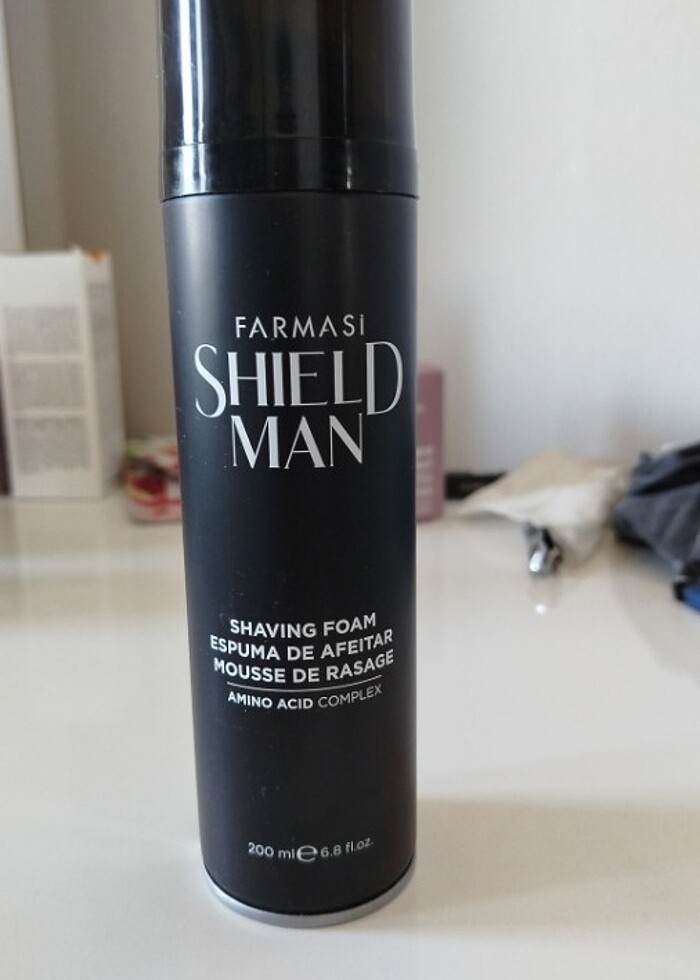 FARMASi
SHIELD
MAN
SHAVING FOAM
ESPUMA DE AFEITAR
MOUSSE DE RASAGE
AMINO ACID COMPLEX
200 ml ℮ 6.8 fl.oz.